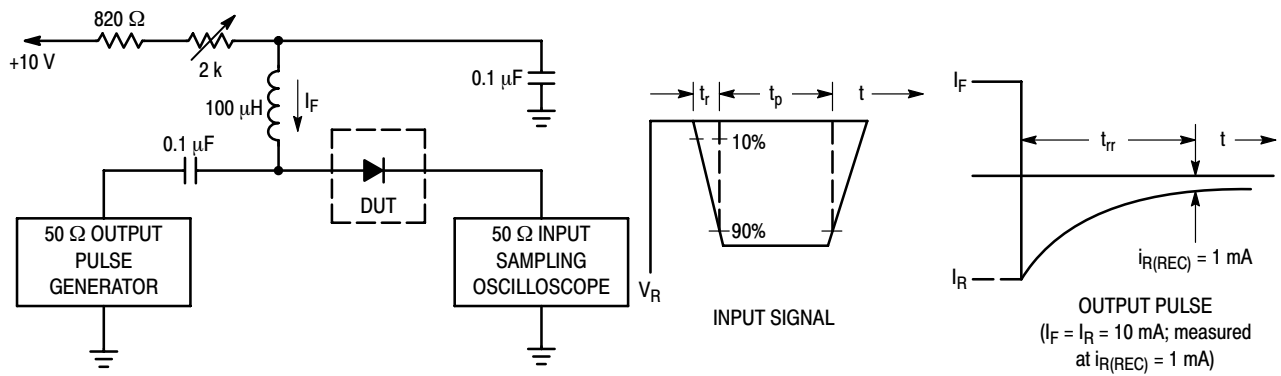 820 Ω
+10 V
2 k
100 μH
I_F
0.1 μF
0.1 μF
DUT
50 Ω OUTPUT
PULSE
GENERATOR
50 Ω INPUT
SAMPLING
OSCILLOSCOPE
t_r
t_p
t
10%
90%
V_R
INPUT SIGNAL
I_F
t_rr
t
I_R
i_R(REC) = 1 mA
OUTPUT PULSE
(I_F = I_R = 10 mA; measured
at i_R(REC) = 1 mA)